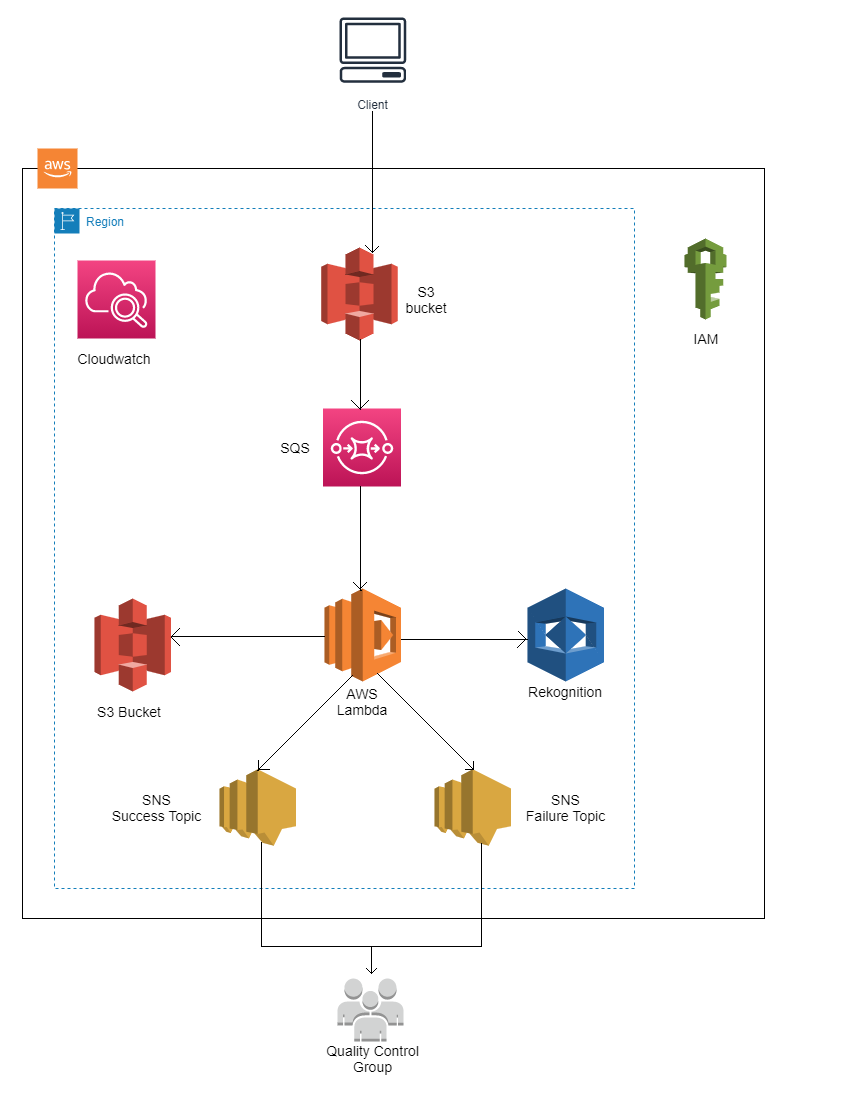 Client
aws
Region
S3
bucket
Cloudwatch
IAM
SQS
AWS
Lambda
Rekognition
S3 Bucket
SNS
Success Topic
SNS
Failure Topic
Quality Control
Group